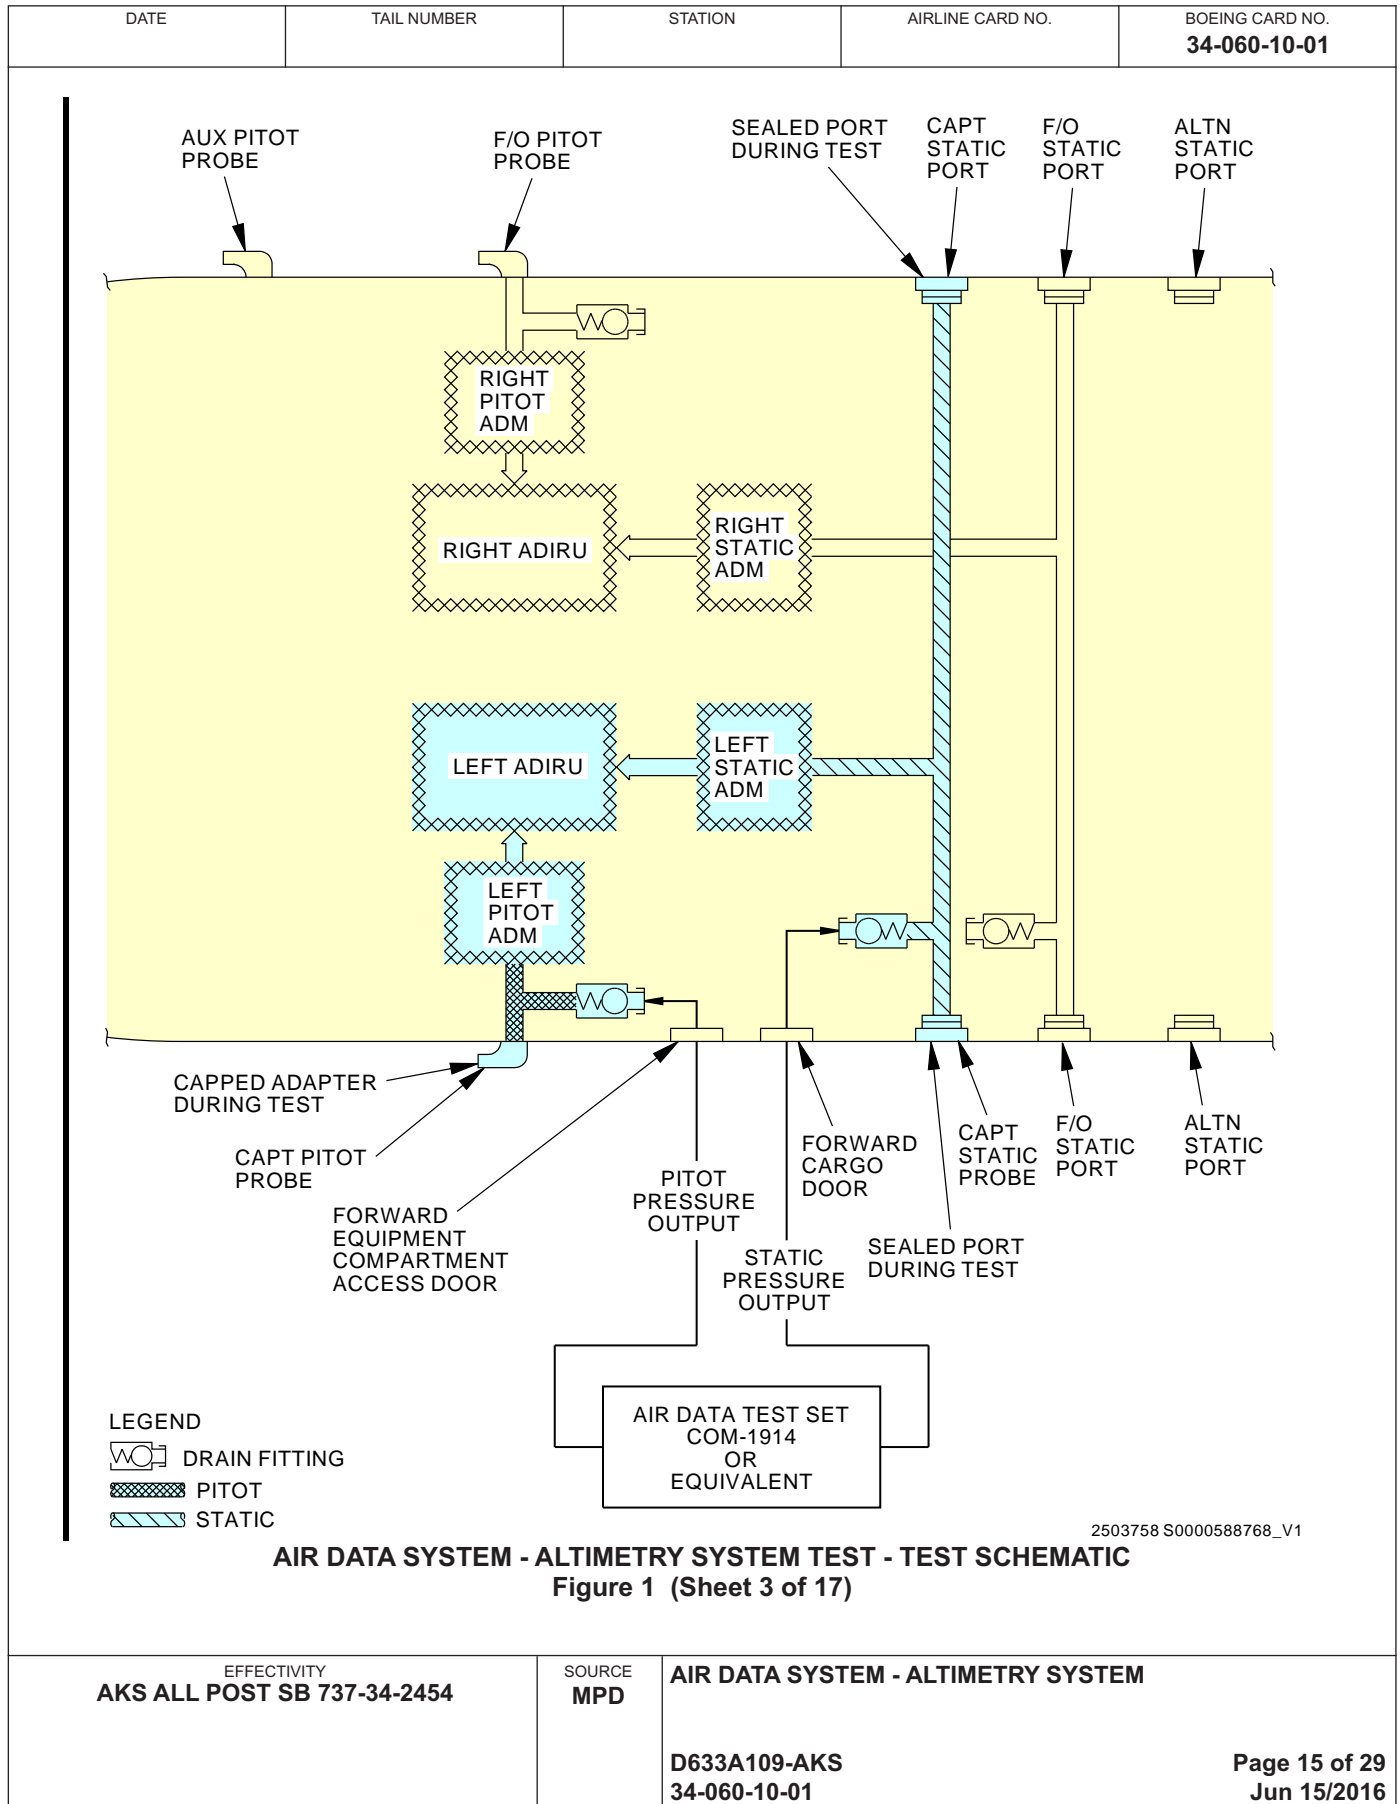 DATE
TAIL NUMBER
STATION
AIRLINE CARD NO.
BOEING CARD NO.
34-060-10-01
AUX PITOT
PROBE
F/O PITOT
PROBE
SEALED PORT
DURING TEST
CAPT
STATIC
PORT
F/O
STATIC
PORT
ALTN
STATIC
PORT
RIGHT
PITOT
ADM
RIGHT ADIRU
RIGHT
STATIC
ADM
LEFT ADIRU
LEFT
STATIC
ADM
LEFT
PITOT
ADM
CAPPED ADAPTER
DURING TEST
CAPT PITOT
PROBE
FORWARD
EQUIPMENT
COMPARTMENT
ACCESS DOOR
PITOT
PRESSURE
OUTPUT
STATIC
PRESSURE
OUTPUT
FORWARD
CARGO
DOOR
CAPT
STATIC
PROBE
F/O
STATIC
PORT
ALTN
STATIC
PORT
SEALED PORT
DURING TEST
AIR DATA TEST SET
COM-1914
OR
EQUIVALENT
LEGEND
DRAIN FITTING
PITOT
STATIC
2503758 S0000588768_V1
AIR DATA SYSTEM - ALTIMETRY SYSTEM TEST - TEST SCHEMATIC
Figure 1 (Sheet 3 of 17)
EFFECTIVITY
AKS ALL POST SB 737-34-2454
SOURCE
MPD
AIR DATA SYSTEM - ALTIMETRY SYSTEM
D633A109-AKS
34-060-10-01
Page 15 of 29
Jun 15/2016